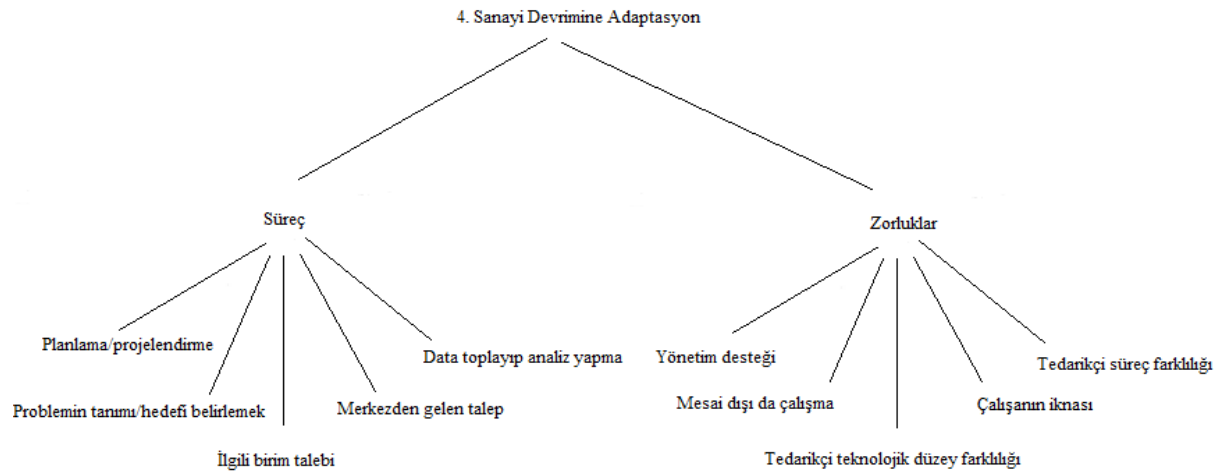 4. Sanayi Devrimine Adaptasyon
Süreç
Zorluklar
Planlama/projelendirme
Data toplayıp analiz yapma
Yönetim desteği
Tedarikçi süreç farklılığı
Problemin tanımı/hedefi belirlemek
Merkezden gelen talep
Mesai dışı da çalışma
Çalışanın iknası
İlgili birim talebi
Tedarikçi teknolojik düzey farklılığı